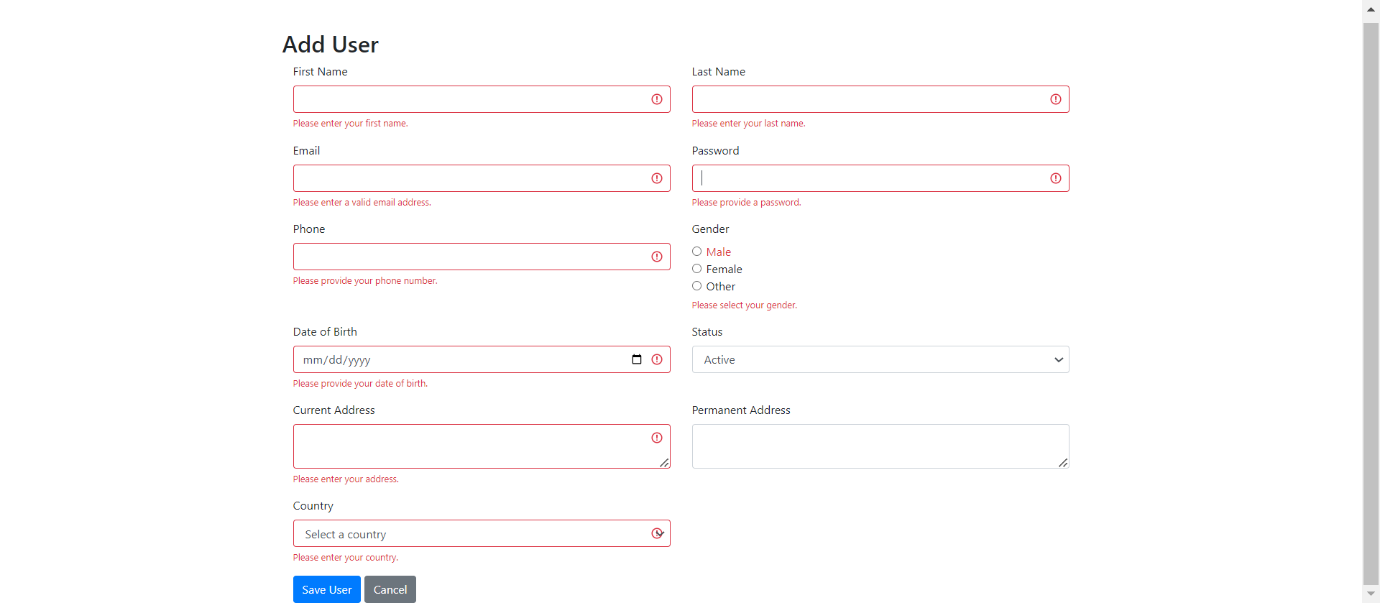 Add User
First Name
Please enter your first name.
Last Name
Please enter your last name.
Email
Please enter a valid email address.
Password
Please provide a password.
Phone
Please provide your phone number.
Gender
Male
Female
Other
Please select your gender.
Date of Birth
mm/dd/yyyy
Please provide your date of birth.
Status
Active
Current Address
Please enter your address.
Permanent Address
Country
Select a country
Please enter your country.
Save User
Cancel